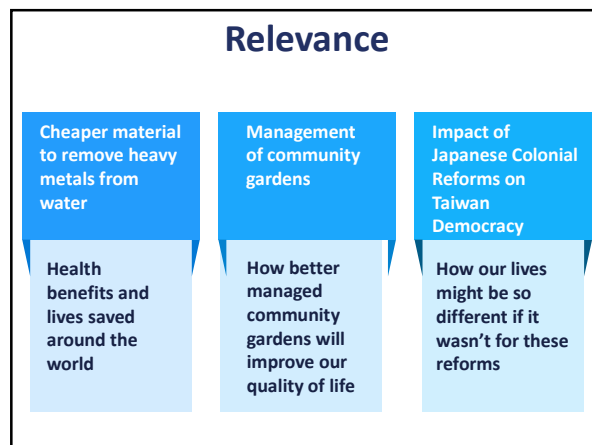 Relevance
Cheaper material
to remove heavy
metals from
water
Health
benefits and
lives saved
around the
world
Management
of community
gardens
How better
managed
community
gardens will
improve our
quality of life
Impact of
Japanese Colonial
Reforms on
Taiwan
Democracy
How our lives
might be so
different if it
wasn't for these
reforms